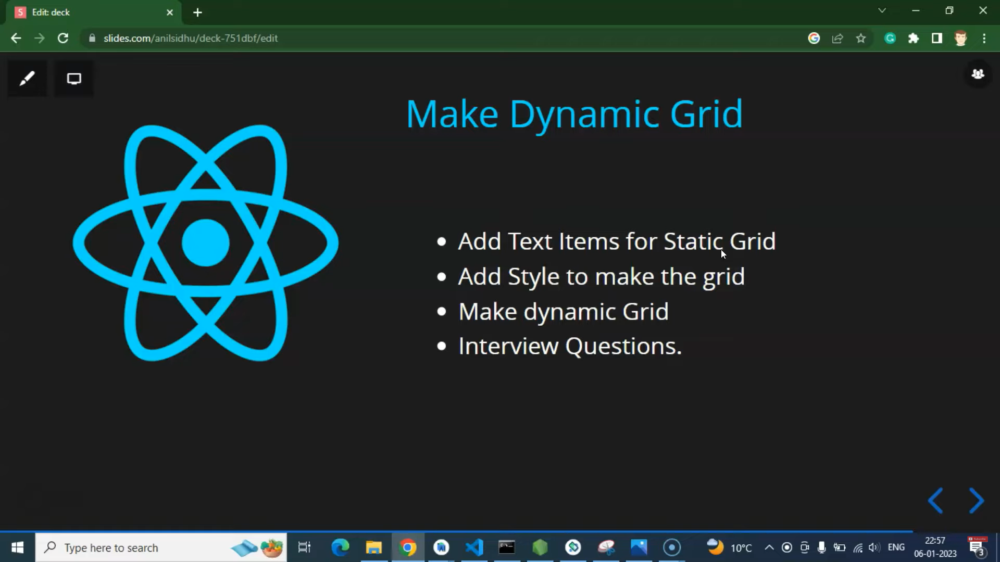 S Edit: deck
slides.com/anilsidhu/deck-751dbf/edit
Make Dynamic Grid
Add Text Items for Static Grid
Add Style to make the grid
Make dynamic Grid
Interview Questions.
Type here to search
10°C
ENG
22:57
06-01-2023
3